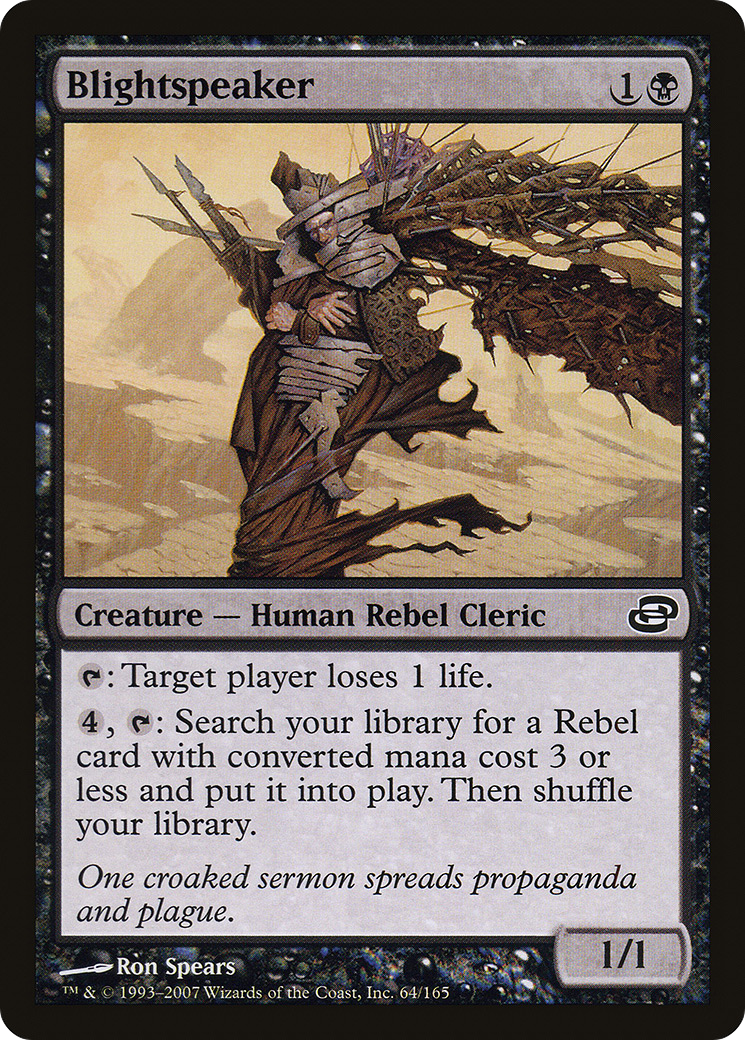 Blightspeaker 1
Creature — Human Rebel Cleric
: Target player loses 1 life.
4, : Search your library for a Rebel
card with converted mana cost 3 or
less and put it into play. Then shuffle
your library.
One croaked sermon spreads propaganda
and plague.
1/1
Ron Spears
™ & © 1993–2007 Wizards of the Coast, Inc. 64/165